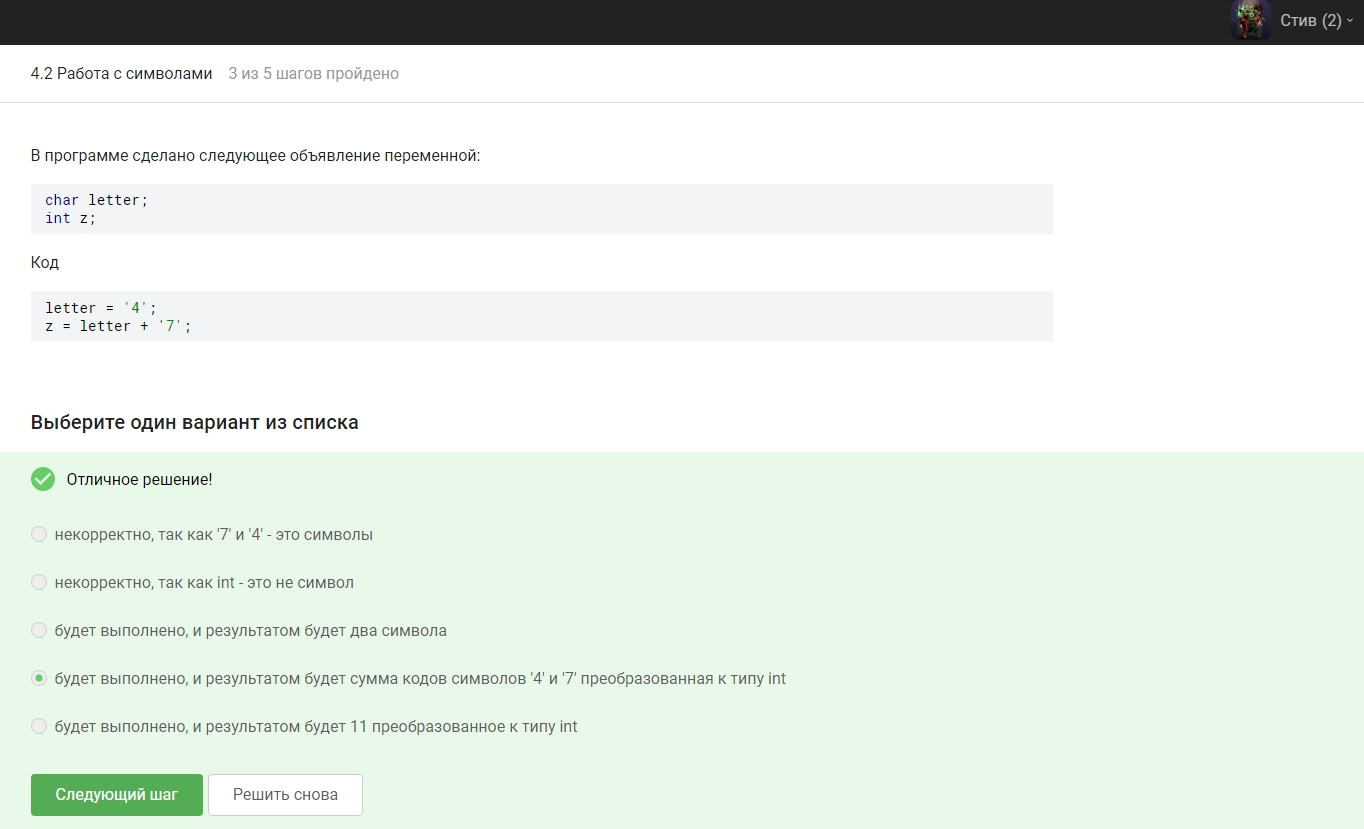 Стив (2)
4.2 Работа с символами 3 из 5 шагов пройдено
В программе сделано следующее объявление переменной:
char letter;
int z;
Код
letter = '4';
z = letter + '7';
Выберите один вариант из списка
Отличное решение!
некорректно, так как '7' и '4' - это символы
некорректно, так как int - это не символ
будет выполнено, и результатом будет два символа
будет выполнено, и результатом будет сумма кодов символов '4' и '7' преобразованная к типу int
будет выполнено, и результатом будет 11 преобразованное к типу int
Следующий шаг Решить снова